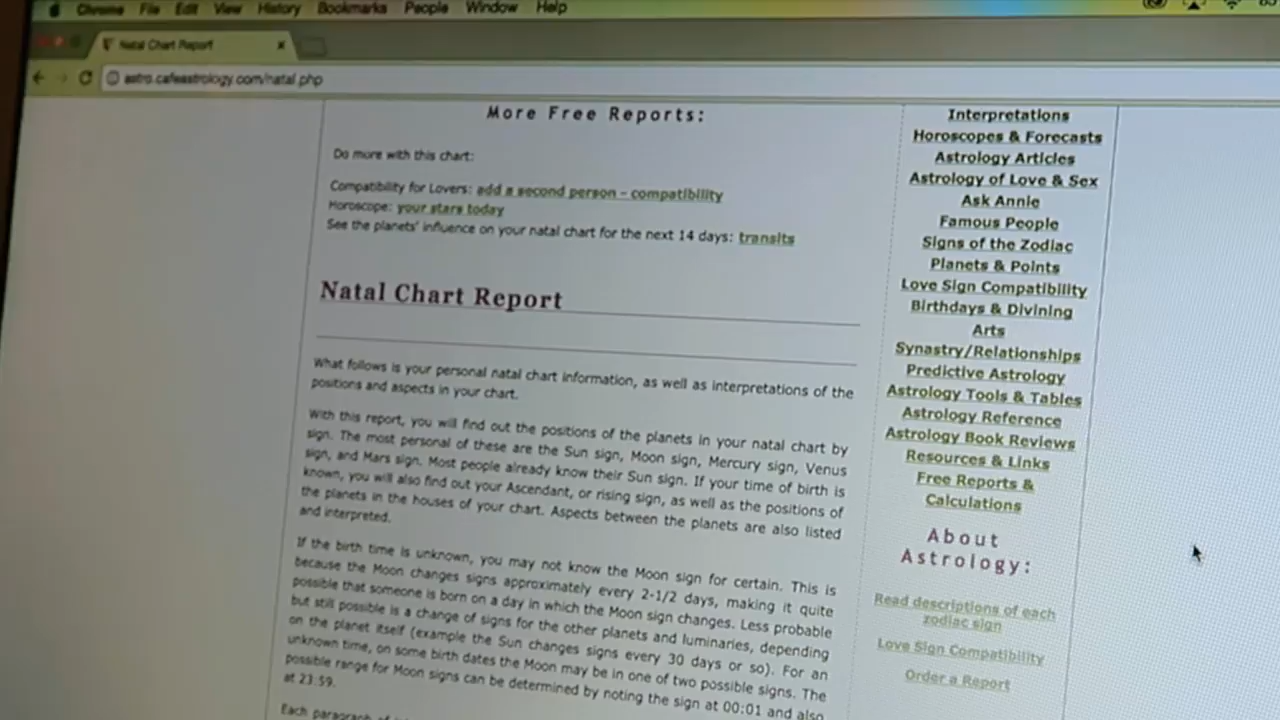 Chrome File Edit View History Bookmarks People Window Help
Natal Chart Report
astro.cafeastrology.com/natal.php
More Free Reports:
Do more with this chart:
Compatibility for Lovers: add a second person - compatibility
Horoscope: your stars today
See the planets' influence on your natal chart for the next 14 days: transits
Natal Chart Report
What follows is your personal natal chart information, as well as interpretations of the
positions and aspects in your chart.
With this report, you will find out the positions of the planets in your natal chart by
sign. The most personal of these are the Sun sign, Moon sign, Mercury sign, Venus
sign, and Mars sign. Most people already know their Sun sign. If your time of birth is
known, you will also find out your Ascendant, or rising sign, as well as the positions of
the planets in the houses of your chart. Aspects between the planets are also listed
and interpreted.
If the birth time is unknown, you may not know the Moon sign for certain. This is
because the Moon changes signs approximately every 2-1/2 days, making it quite
possible that someone is born on a day in which the Moon sign changes. Less probable
but still possible is a change of signs for the other planets and luminaries, depending
on the planet itself (example the Sun changes signs every 30 days or so). For an
unknown time, on some birth dates the Moon may be in one of two possible signs. The
possible range for Moon signs can be determined by noting the sign at 00:01 and also
at 23:59.
Each paragraph of
Interpretations
Horoscopes & Forecasts
Astrology Articles
Astrology of Love & Sex
Ask Annie
Famous People
Signs of the Zodiac
Planets & Points
Love Sign Compatibility
Birthdays & Divining
Arts
Synastry/Relationships
Predictive Astrology
Astrology Tools & Tables
Astrology Reference
Astrology Book Reviews
Resources & Links
Free Reports &
Calculations
About
Astrology:
Read descriptions of each
zodiac sign
Love Sign Compatibility
Order a Report